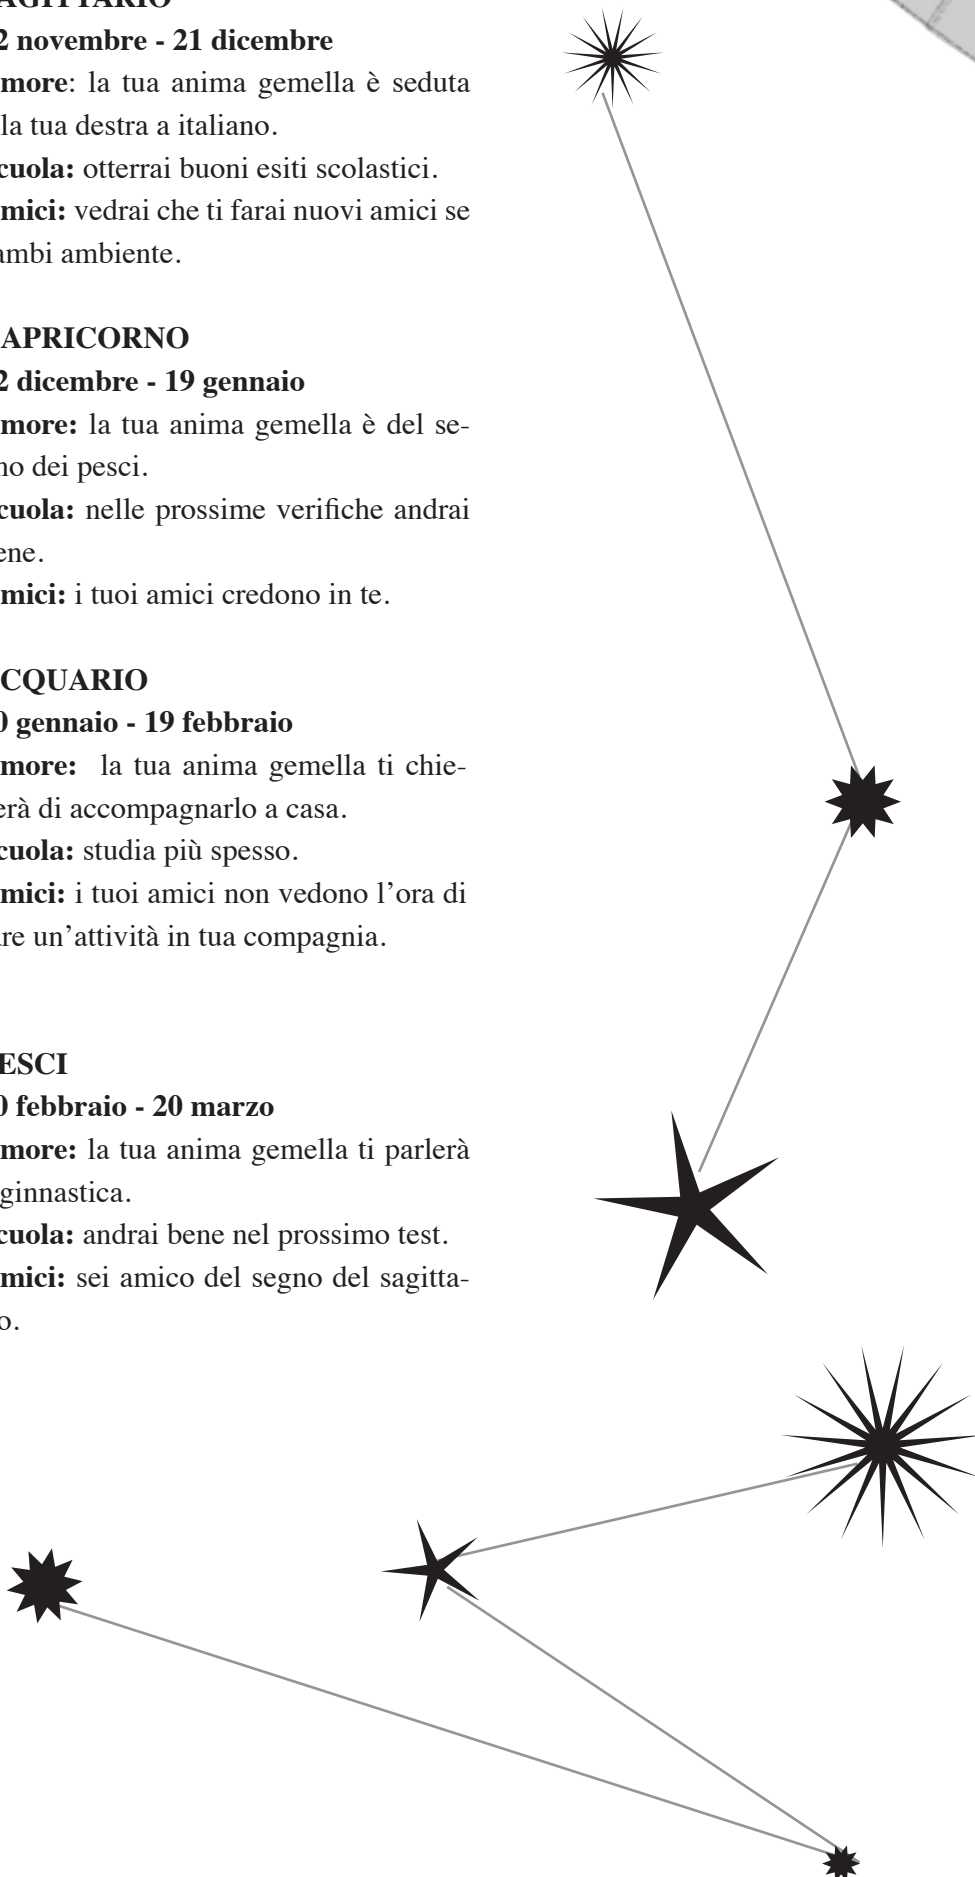 AGITTARIO
2 novembre - 21 dicembre
more: la tua anima gemella è seduta
la tua destra a italiano.
cuola: otterrai buoni esiti scolastici.
mici: vedrai che ti farai nuovi amici se
ambi ambiente.
APRICORNO
2 dicembre - 19 gennaio
more: la tua anima gemella è del se-
no dei pesci.
cuola: nelle prossime verifiche andrai
ene.
mici: i tuoi amici credono in te.
CQUARIO
0 gennaio - 19 febbraio
more: la tua anima gemella ti chie-
erà di accompagnarlo a casa.
cuola: studia più spesso.
mici: i tuoi amici non vedono l’ora di
are un’attività in tua compagnia.
ESCI
0 febbraio - 20 marzo
more: la tua anima gemella ti parlerà
ginnastica.
cuola: andrai bene nel prossimo test.
mici: sei amico del segno del sagitta-
o.